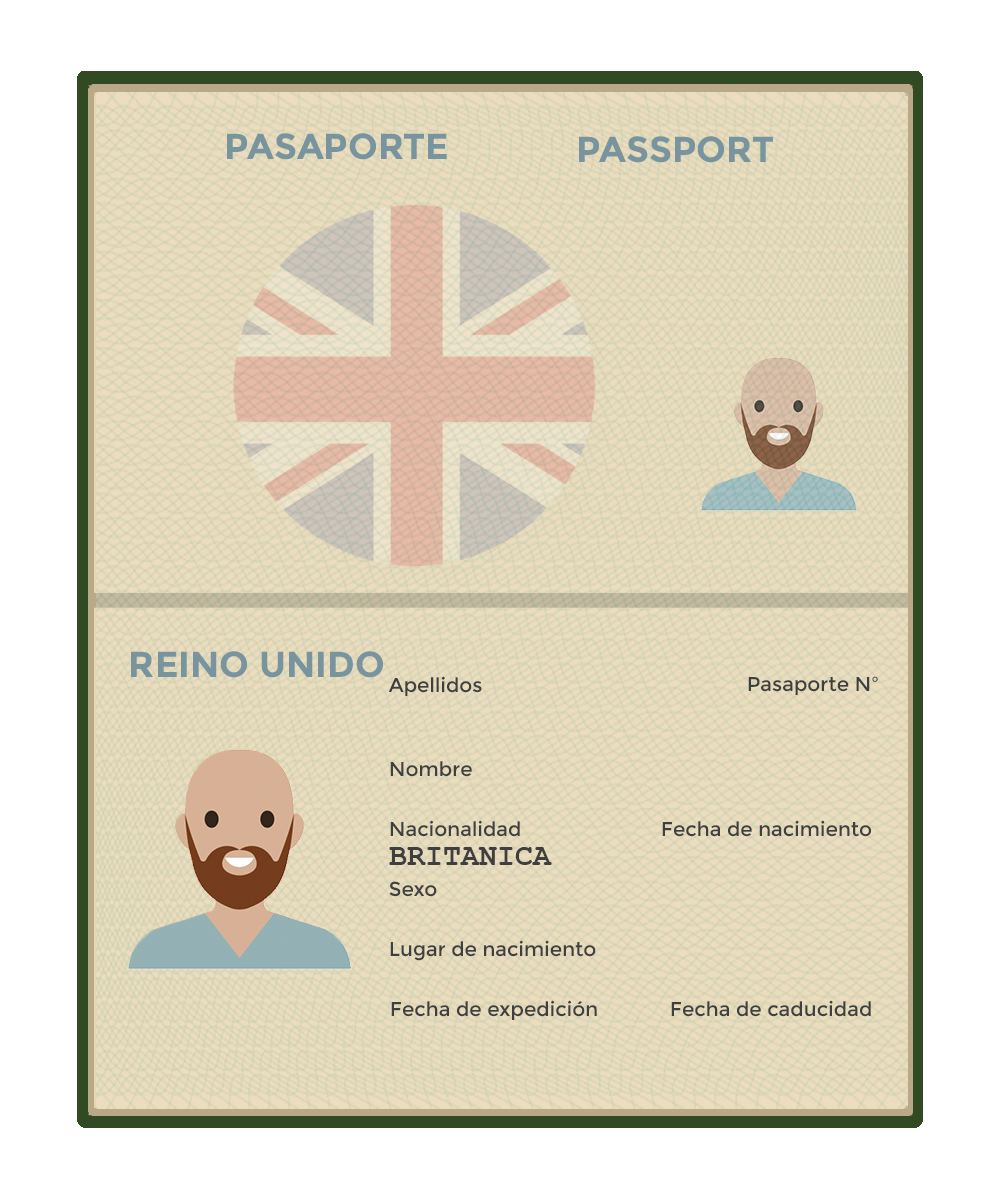 PASAPORTE PASSPORT
REINO UNIDO
Apellidos Pasaporte N°
Nombre
Nacionalidad Fecha de nacimiento
BRITANICA
Sexo
Lugar de nacimiento
Fecha de expedición Fecha de caducidad